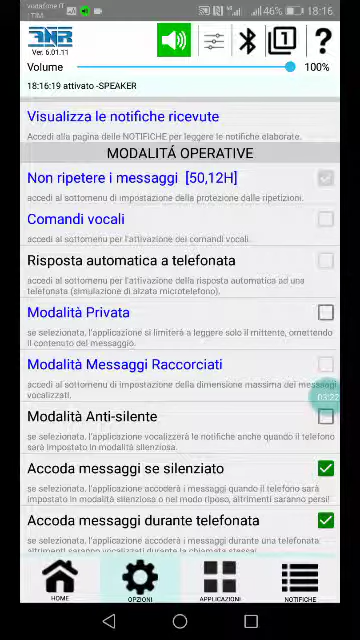 vodafone IT
| TIM
46%
18:16
ANR
Ver. 6.01.11
1
?
Volume
100%
18:16:19 attivato -SPEAKER
Visualizza le notifiche ricevute
Accedi alla pagina delle NOTIFICHE per leggere le notifiche elaborate.
MODALITÁ OPERATIVE
Non ripetere i messaggi [50,12H]
accedi al sottomenu di impostazione della protezione dalle ripetizioni.
Comandi vocali
accedi al sottomenu per l'attivazione dei comandi vocali.
Risposta automatica a telefonata
accedi al sottomenu per l'attivazione della risposta automatica ad una
telefonata (simulazione di alzata microtelefono).
Modalità Privata
se selezionata, l'applicazione si limiterà a leggere solo il mittente, omettendo
il contenuto del messaggio.
Modalità Messaggi Raccorciati
accedi al sottomenu di impostazione della dimensione massima dei messaggi
vocalizzati.
03:22
Modalità Anti-silente
se selezionata, l'applicazione vocalizzerà le notifiche anche quando il telefono
sarà impostato in modalità silenziosa.
Accoda messaggi se silenziato
se selezionata, l'applicazione accoderà i messaggi quando il telefono sarà
impostato in modalità silenziosa o nel modo riposo, altrimenti saranno persi!
Accoda messaggi durante telefonata
se selezionata, l'applicazione accoderà i messaggi durante una telefonata
altrimenti saranno vocalizzati durante la chiamata stessa!
HOME
OPZIONI
APPLICAZIONI
NOTIFICHE